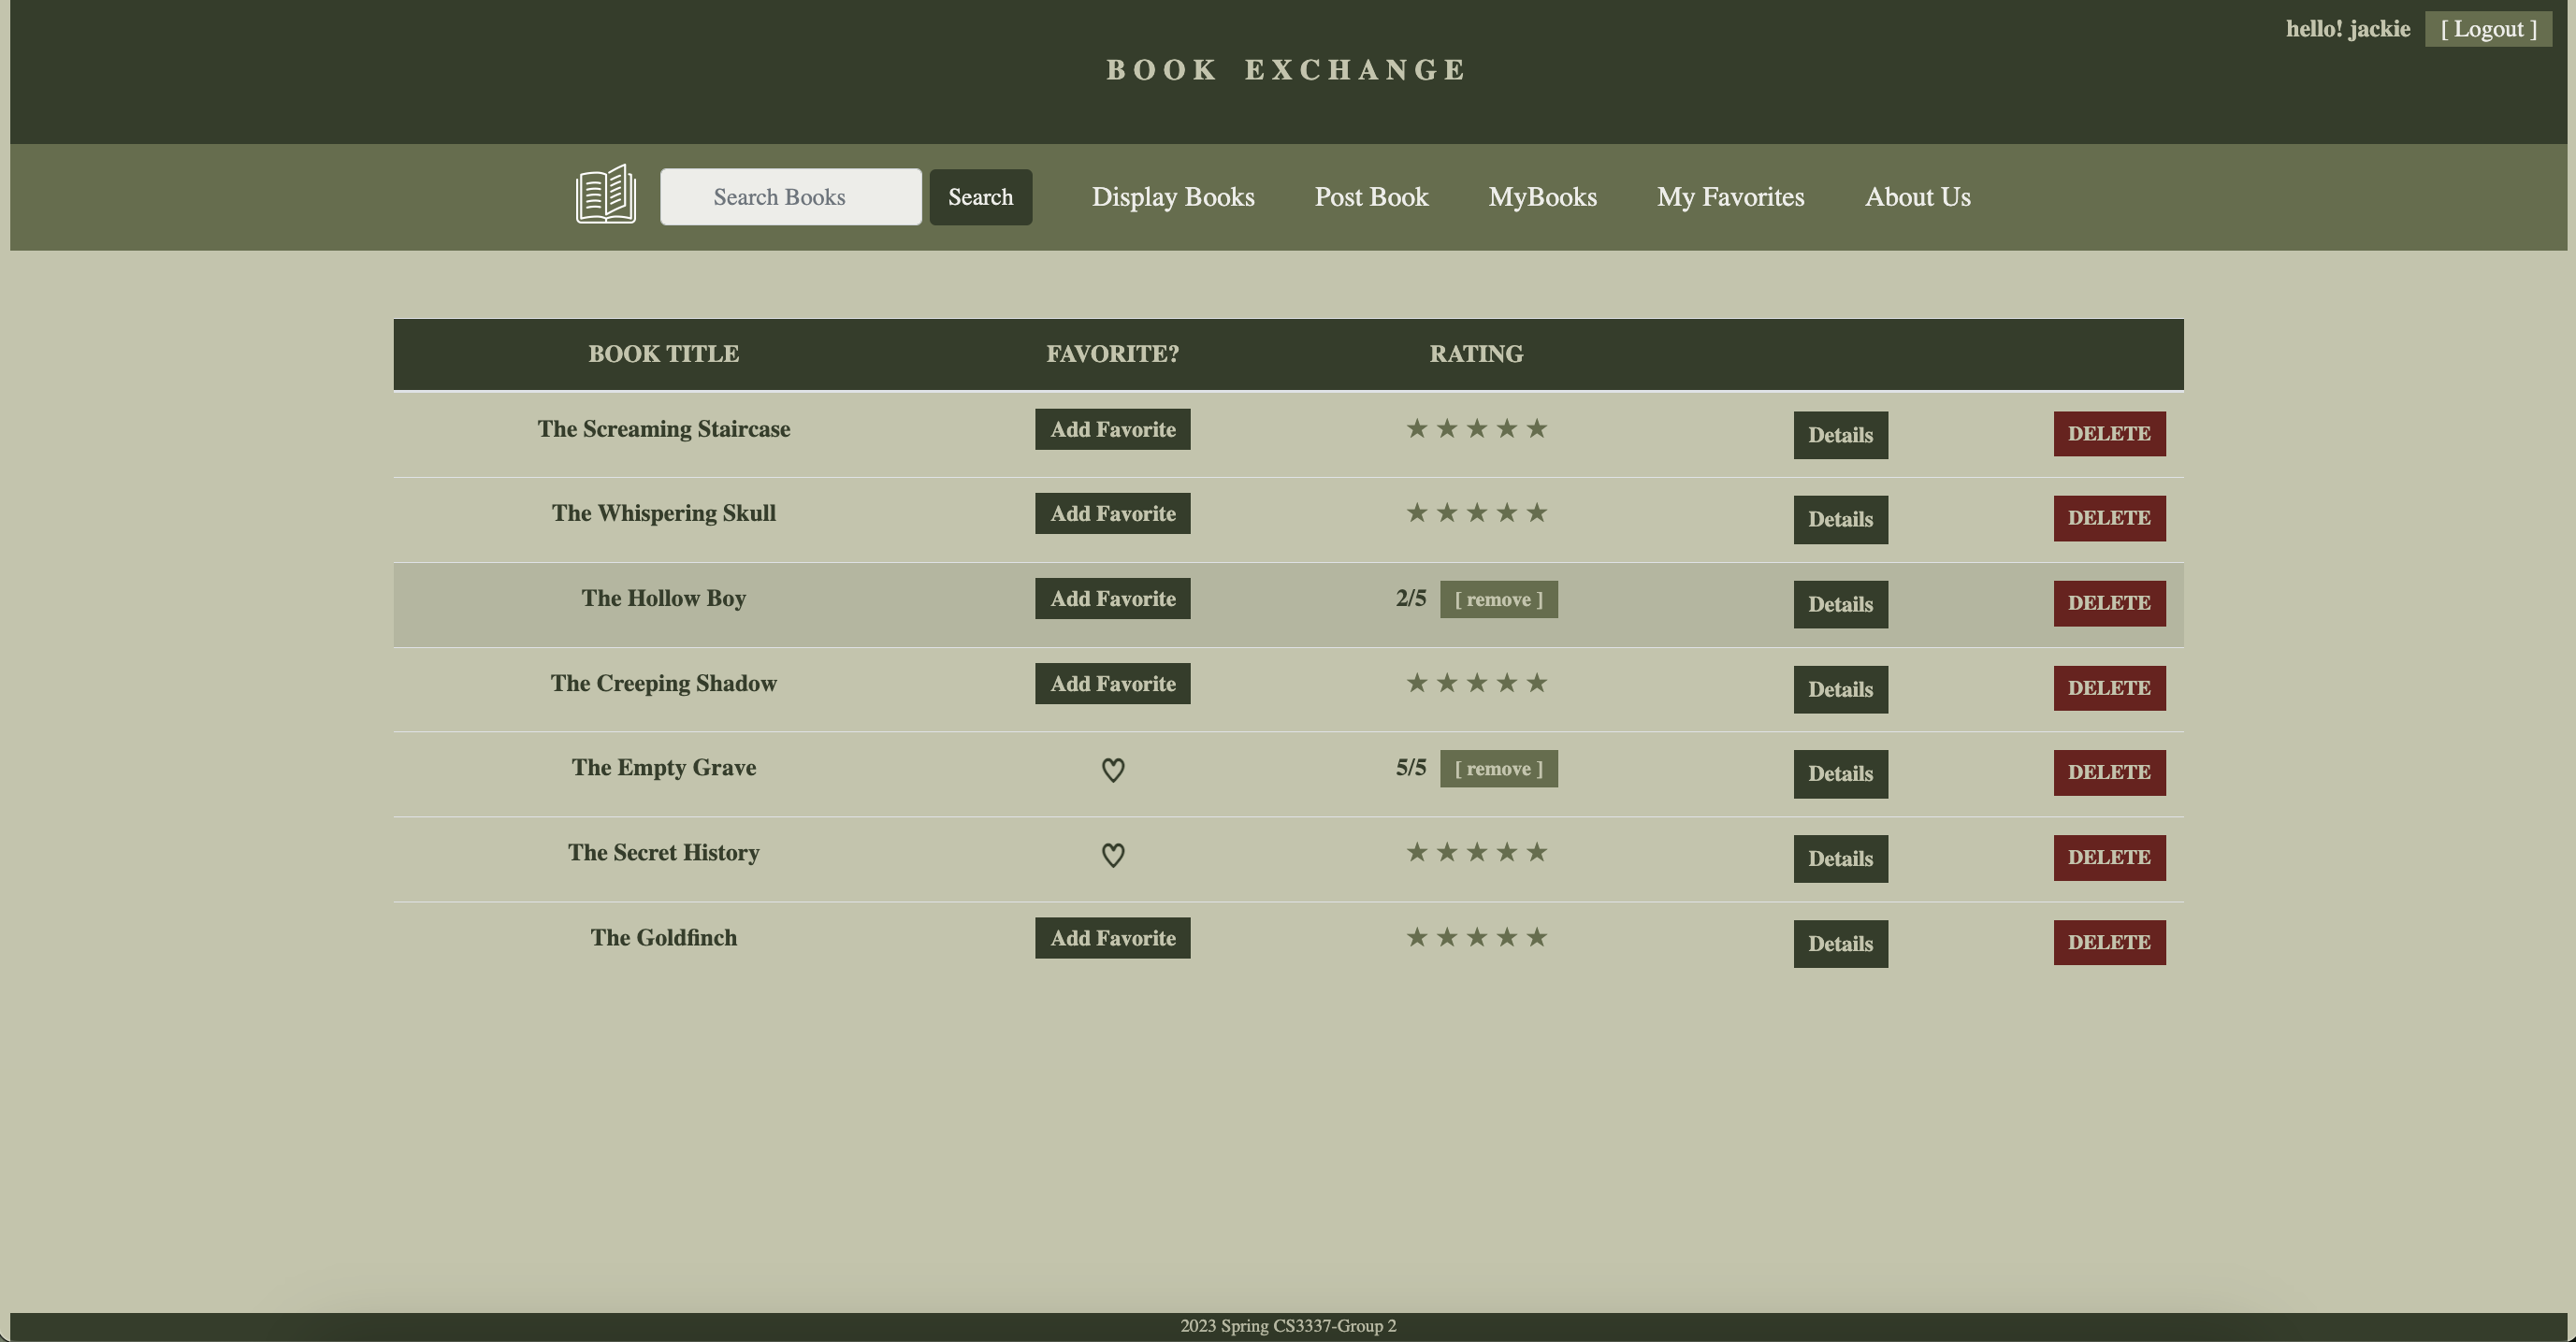 hello! jackie [ Logout ]
BOOK EXCHANGE
Search Books Search Display Books Post Book MyBooks My Favorites About Us
BOOK TITLE FAVORITE? RATING
The Screaming Staircase Add Favorite ★ ★ ★ ★ ★ Details DELETE
The Whispering Skull Add Favorite ★ ★ ★ ★ ★ Details DELETE
The Hollow Boy Add Favorite 2/5 [ remove ] Details DELETE
The Creeping Shadow Add Favorite ★ ★ ★ ★ ★ Details DELETE
The Empty Grave ♡ 5/5 [ remove ] Details DELETE
The Secret History ♡ ★ ★ ★ ★ ★ Details DELETE
The Goldfinch Add Favorite ★ ★ ★ ★ ★ Details DELETE
2023 Spring CS3337-Group 2